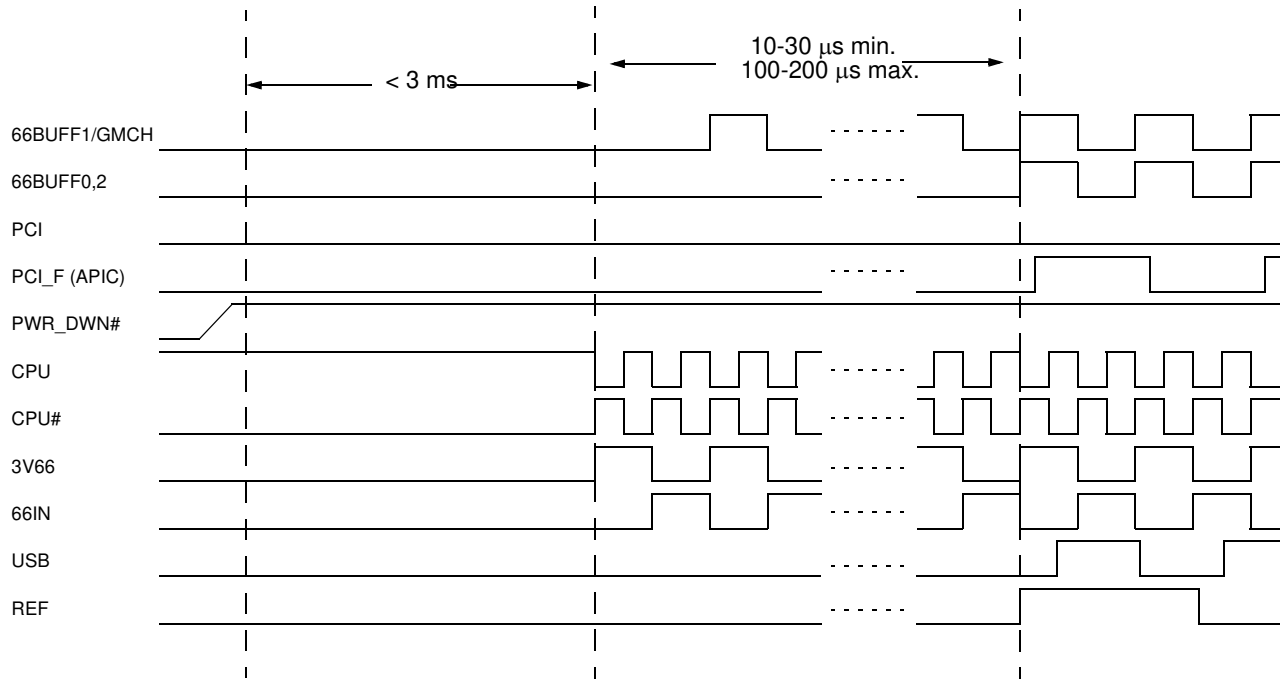 10-30 μs min.
100-200 μs max.
< 3 ms
66BUFF1/GMCH
66BUFF0,2
PCI
PCI_F (APIC)
PWR_DWN#
CPU
CPU#
3V66
66IN
USB
REF